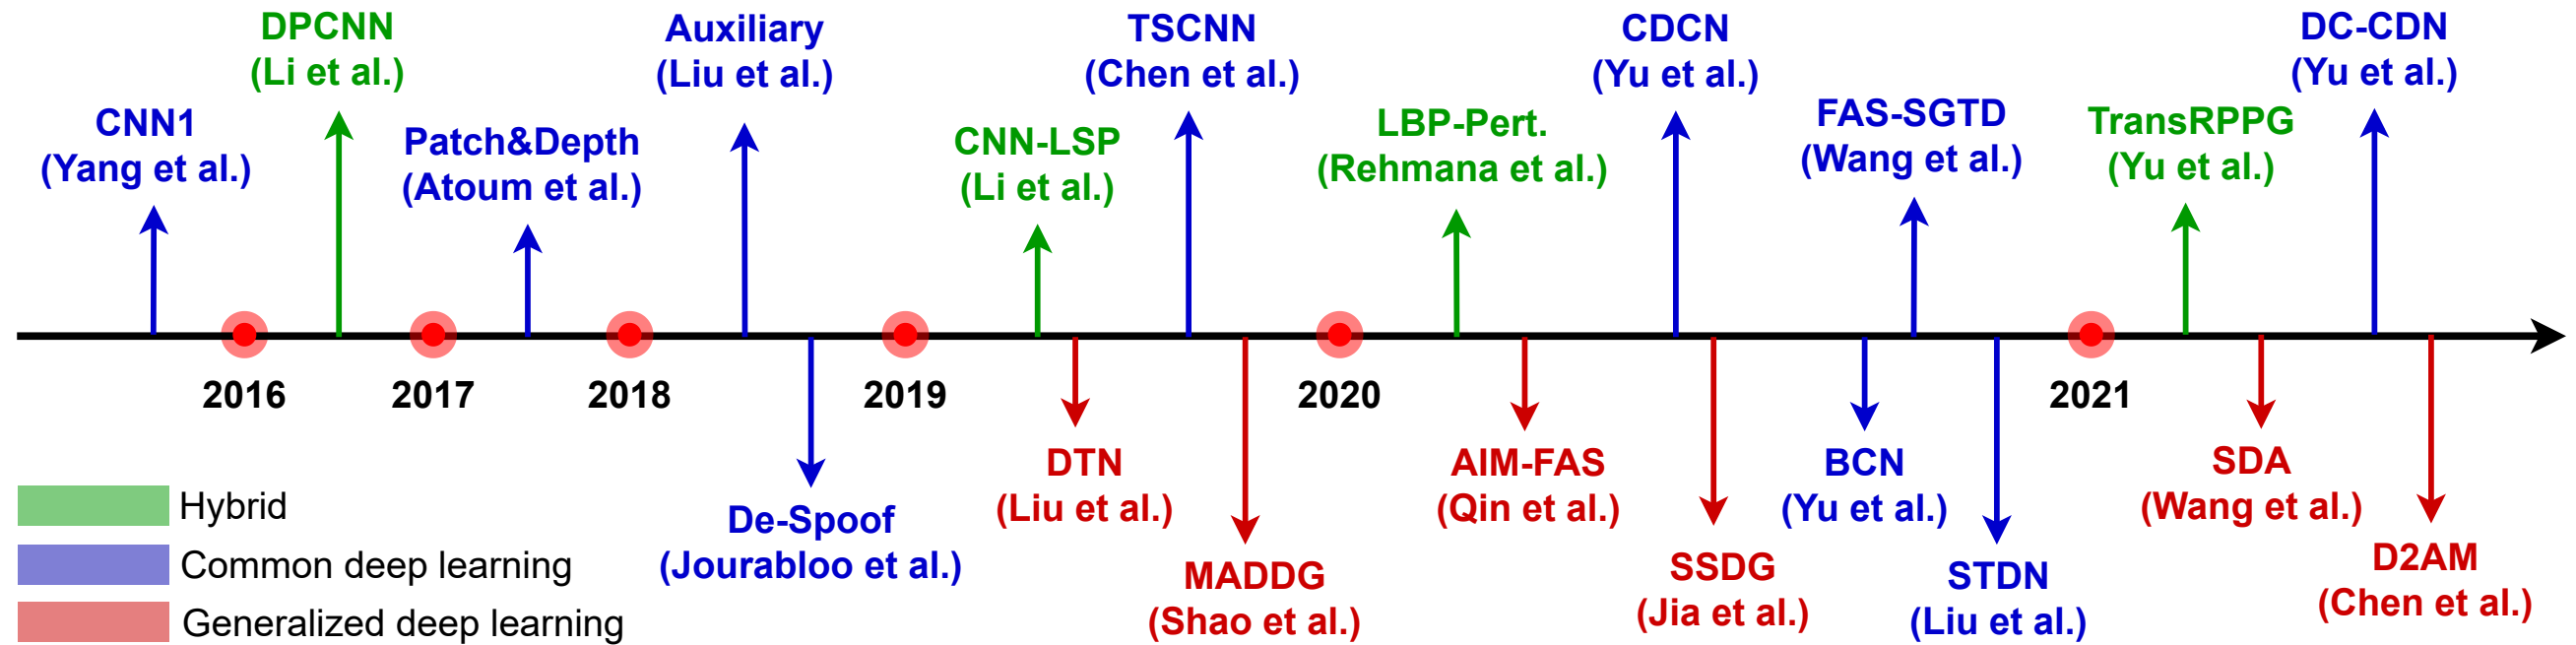 DPCNN
(Li et al.)
Auxiliary
(Liu et al.)
TSCNN
(Chen et al.)
CDCN
(Yu et al.)
DC-CDN
(Yu et al.)
CNN1
(Yang et al.)
Patch&Depth
(Atoum et al.)
CNN-LSP
(Li et al.)
LBP-Pert.
(Rehmana et al.)
FAS-SGTD
(Wang et al.)
TransRPPG
(Yu et al.)
2016
2017
2018
2019
2020
2021
De-Spoof
(Jourabloo et al.)
DTN
(Liu et al.)
MADDG
(Shao et al.)
AIM-FAS
(Qin et al.)
SSDG
(Jia et al.)
BCN
(Yu et al.)
STDN
(Liu et al.)
SDA
(Wang et al.)
D2AM
(Chen et al.)
Hybrid
Common deep learning
Generalized deep learning